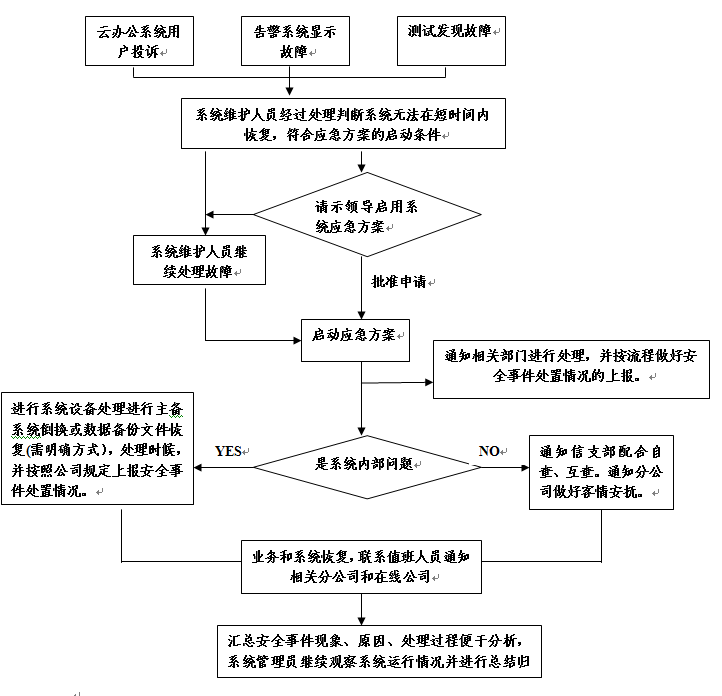 云办公系统用
户投诉
告警系统显示
故障
测试发现故障
系统维护人员经过处理判断系统无法在短时间内
恢复，符合应急方案的启动条件
请示领导启用系
统应急方案
系统维护人员继
续处理故障
批准申请
启动应急方案
通知相关部门进行处理，并按流程做好安
全事件处置情况的上报。
进行系统设备处理进行主备
系统倒换或数据备份文件恢
复(需明确方式)，处理时候，
并按照公司规定上报安全事
件处置情况。
YES
是系统内部问题
NO
通知信支部配合自
查、互查。通知分公
司做好客情安抚。
业务和系统恢复，联系值班人员通知
相关分公司和在线公司
汇总安全事件现象、原因、处理过程便于分析，
系统管理员继续观察系统运行情况并进行总结归